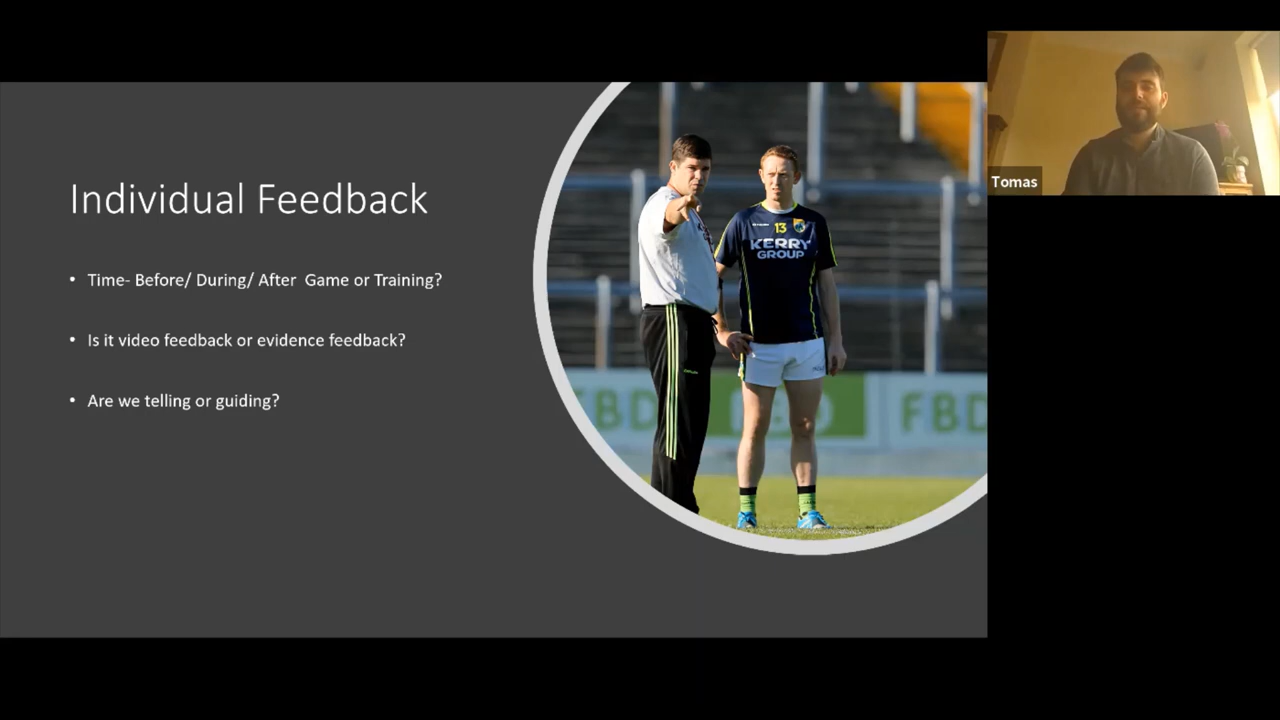 Individual Feedback
• Time- Before/ During/ After  Game or Training?
• Is it video feedback or evidence feedback?
• Are we telling or guiding?
13
KERRY
GROUP
FBD
FBD
FBD
Tomas